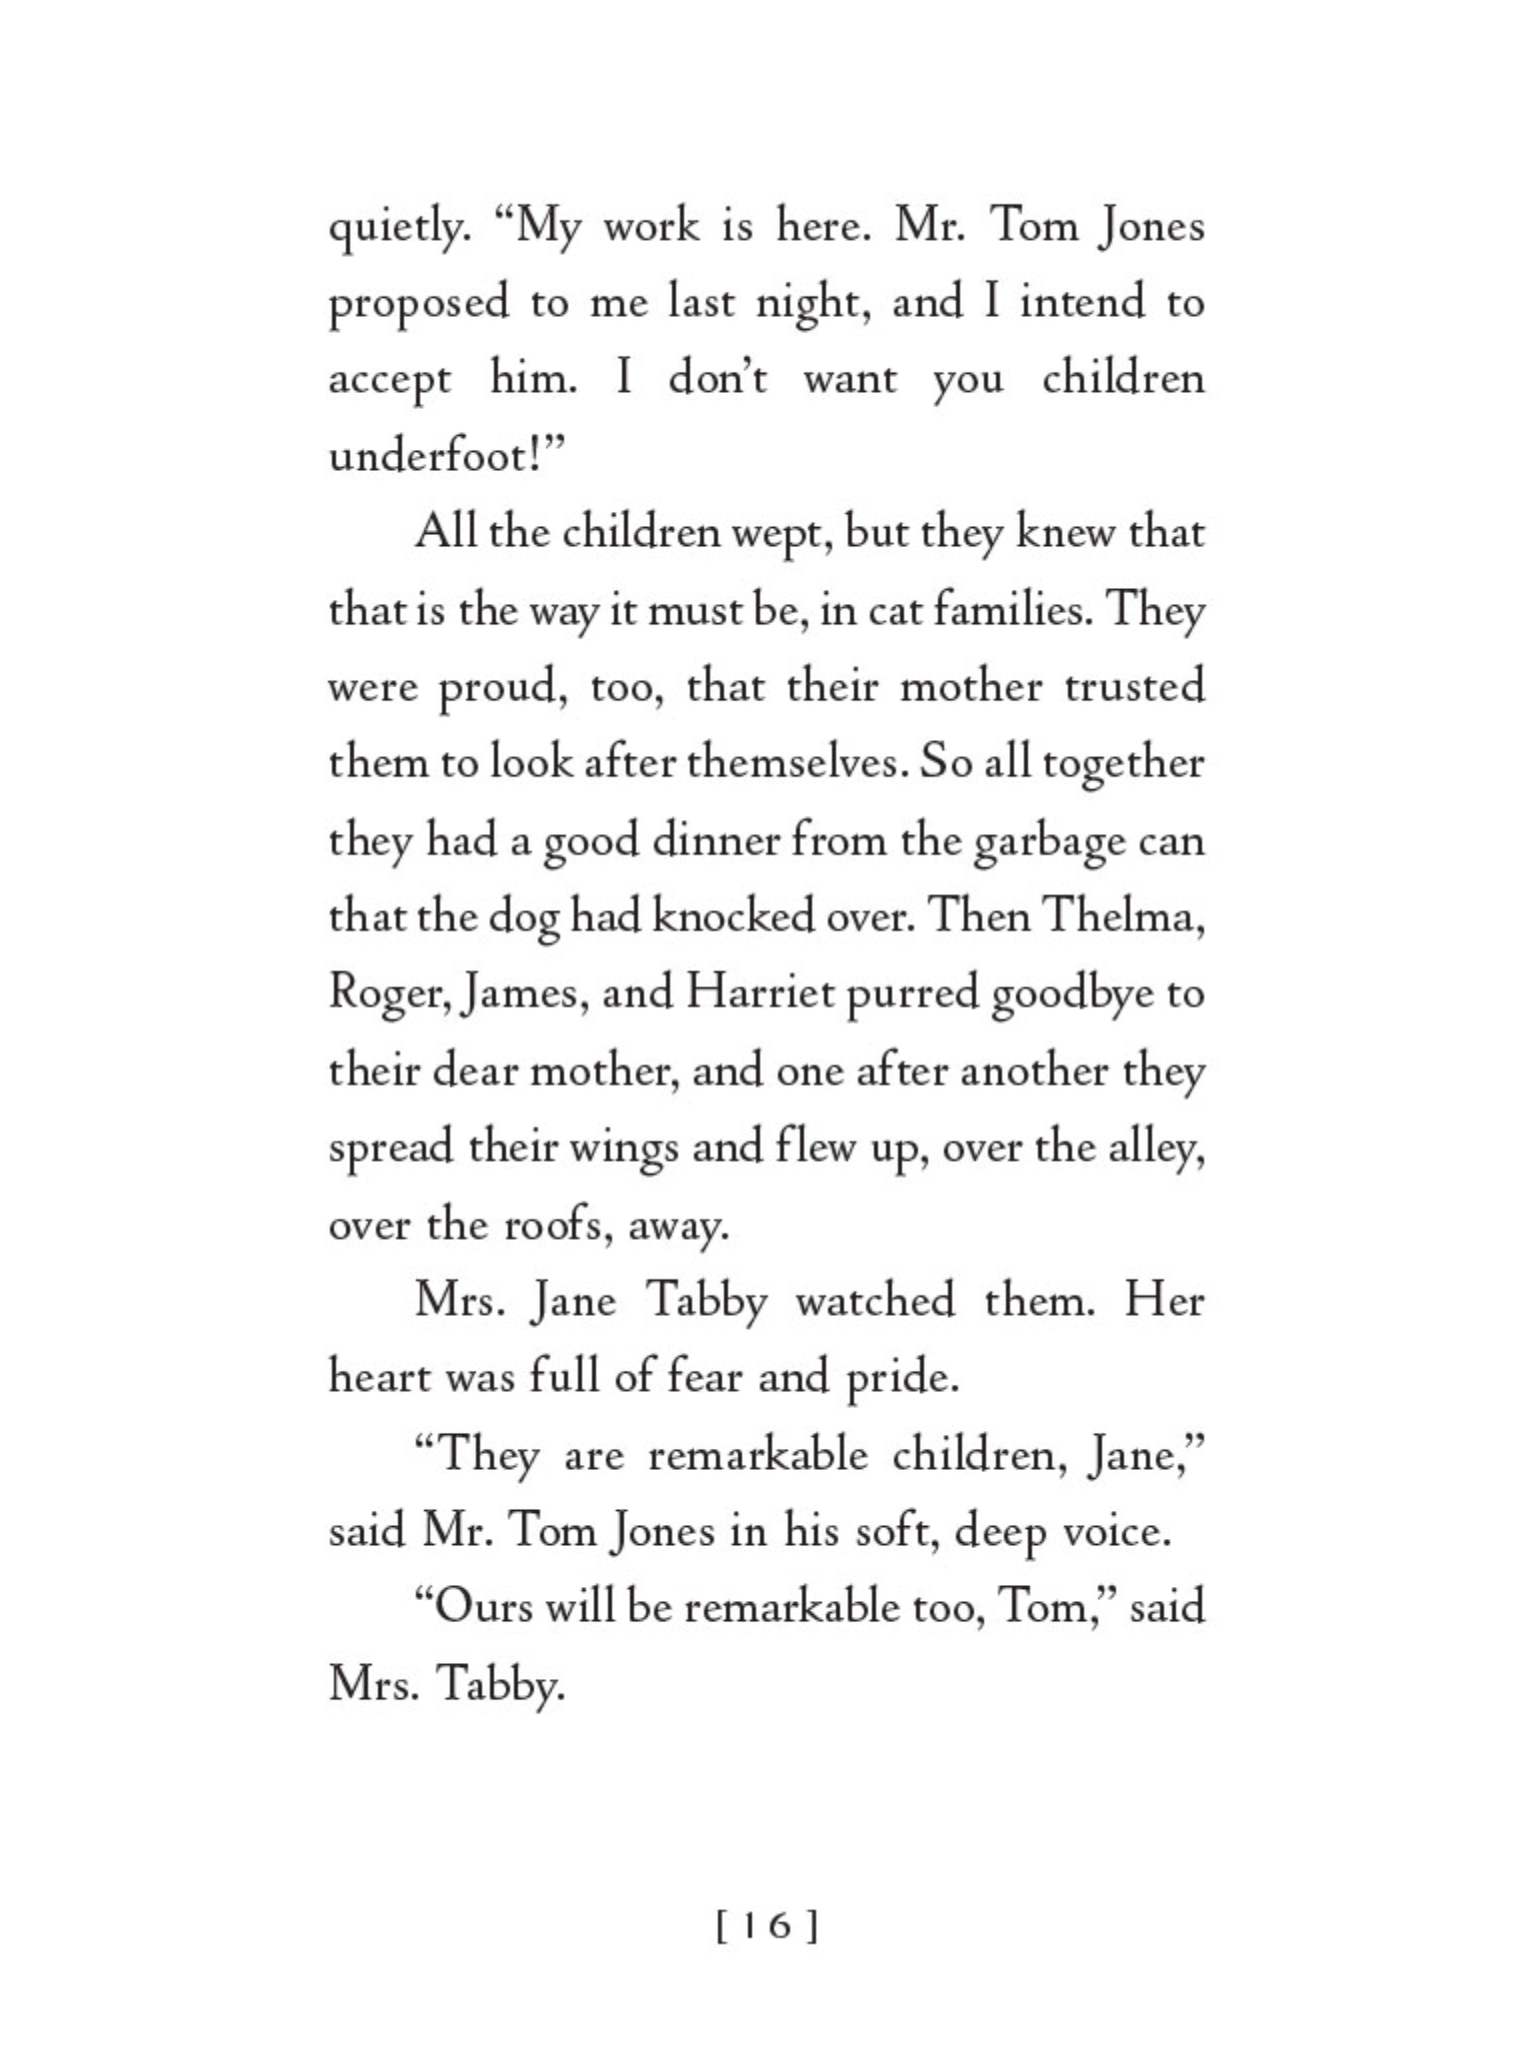 quietly. “My work is here. Mr. Tom Jones
proposed to me last night, and I intend to
accept him. I don’t want you children
underfoot!”
All the children wept, but they knew that
that is the way it must be, in cat families. They
were proud, too, that their mother trusted
them to look after themselves. So all together
they had a good dinner from the garbage can
that the dog had knocked over. Then Thelma,
Roger, James, and Harriet purred goodbye to
their dear mother, and one after another they
spread their wings and flew up, over the alley,
over the roofs, away.
Mrs. Jane Tabby watched them. Her
heart was full of fear and pride.
“They are remarkable children, Jane,”
said Mr. Tom Jones in his soft, deep voice.
“Ours will be remarkable too, Tom,” said
Mrs. Tabby.
[ 16 ]